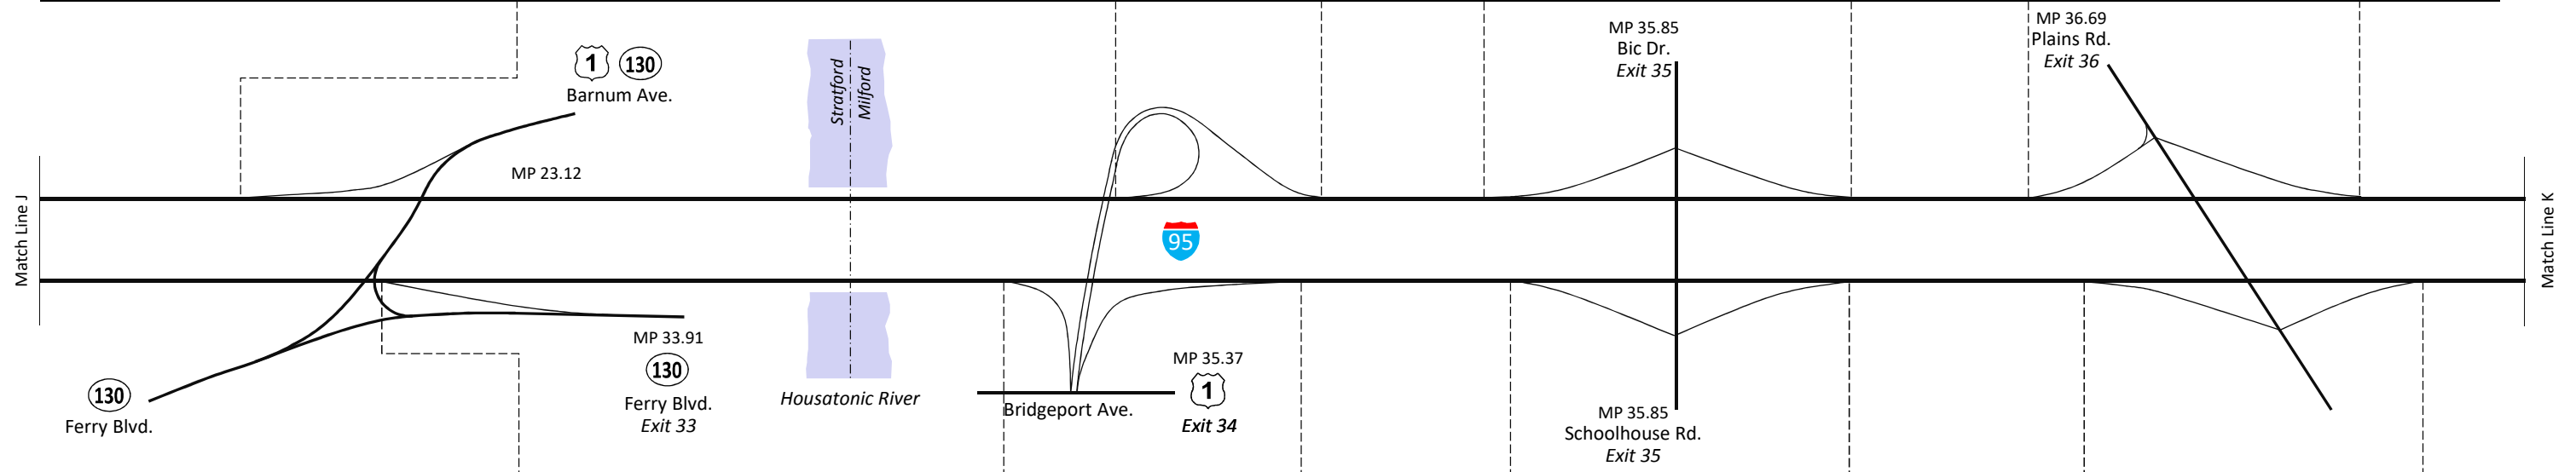 Match Line J
1 130
Barnum Ave.
MP 23.12
130
Ferry Blvd.
MP 33.91
130
Ferry Blvd.
Exit 33
Stratford
Milford
Housatonic River
95
Bridgeport Ave.
MP 35.37
1
Exit 34
MP 35.85
Bic Dr.
Exit 35
MP 35.85
Schoolhouse Rd.
Exit 35
MP 36.69
Plains Rd.
Exit 36
Match Line K